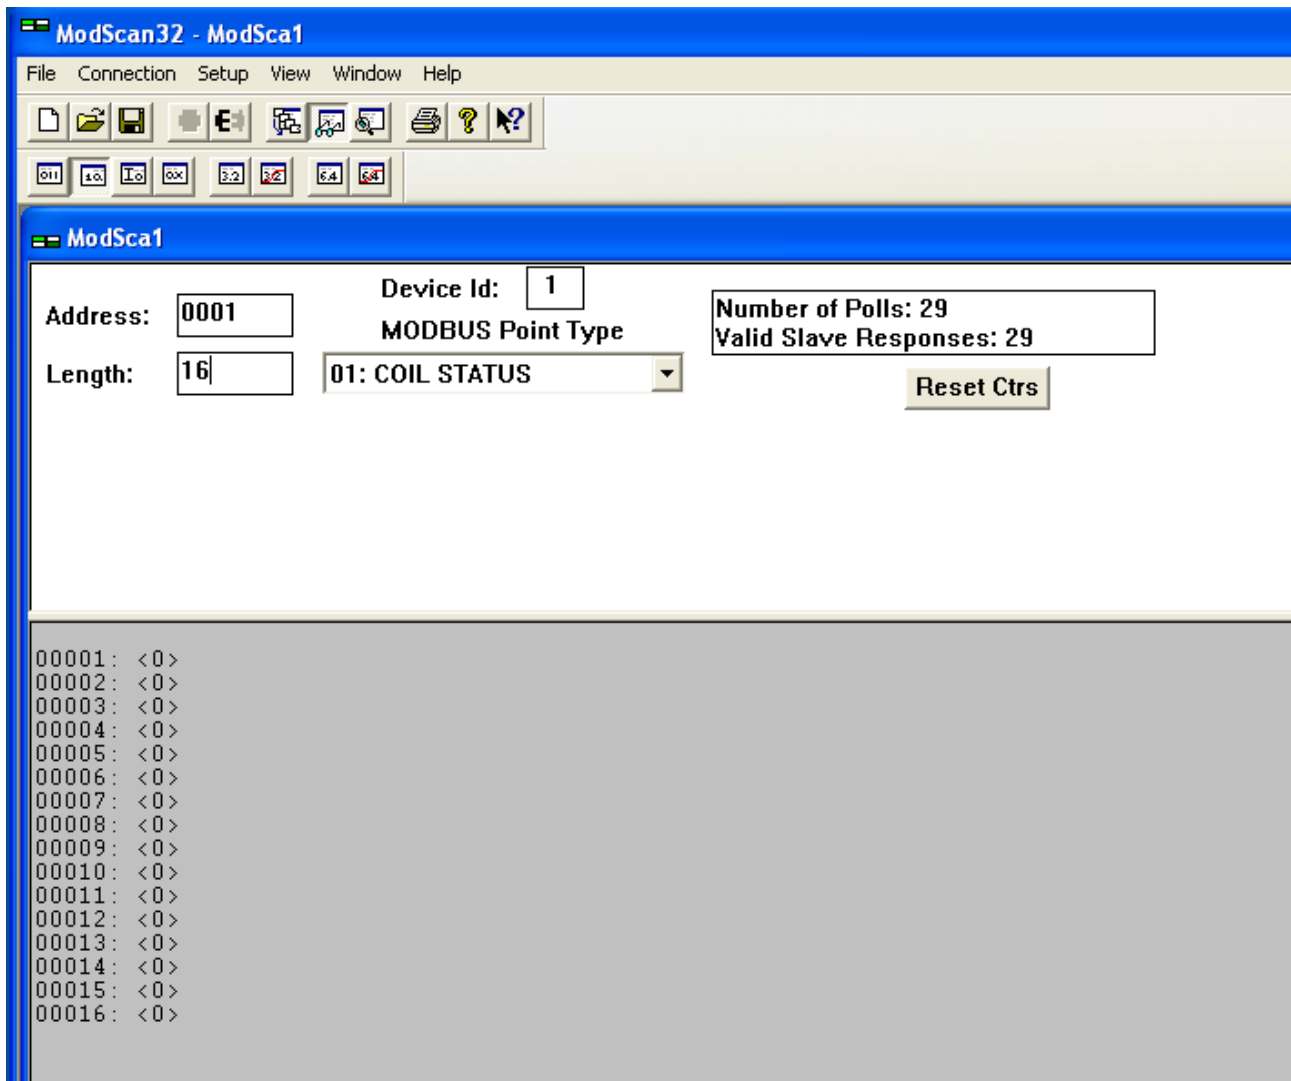 ModScan32 - ModSca1
File Connection Setup View Window Help
ModSca1
Device Id: 1
Address: 0001
MODBUS Point Type
Number of Polls: 29
Valid Slave Responses: 29
Length: 16
01: COIL STATUS
Reset Ctrs
00001: <0>
00002: <0>
00003: <0>
00004: <0>
00005: <0>
00006: <0>
00007: <0>
00008: <0>
00009: <0>
00010: <0>
00011: <0>
00012: <0>
00013: <0>
00014: <0>
00015: <0>
00016: <0>